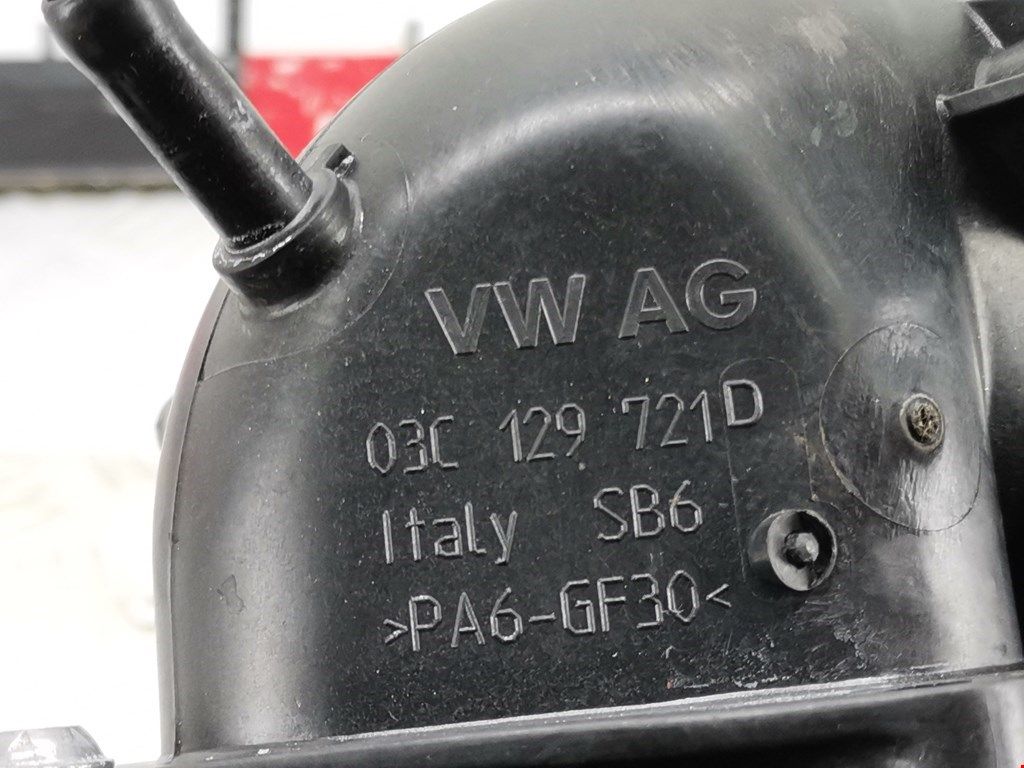 VW AG
03C 129 721D
Italy SB6
>PA6-GF30<